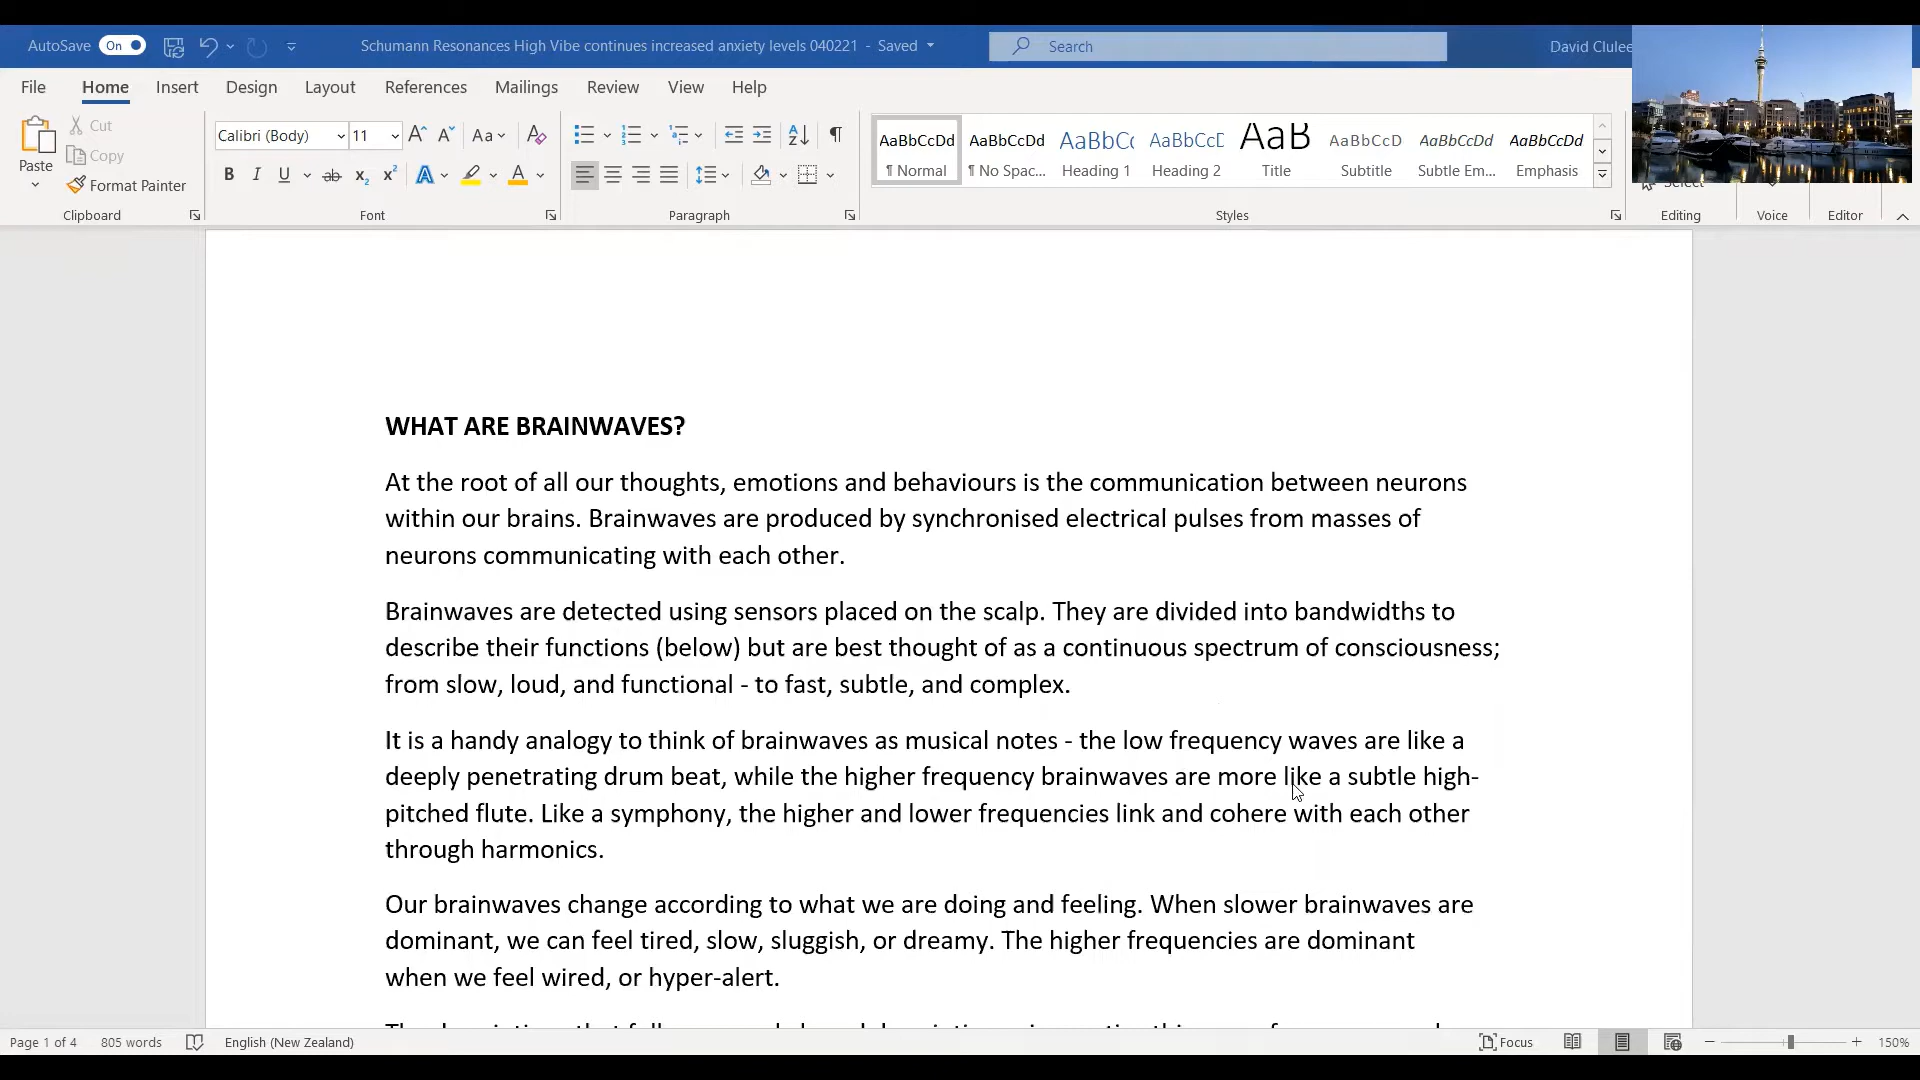 AutoSave On Schumann Resonances High Vibe continues increased anxiety levels 040221 - Saved Search David Clulee
File Home Insert Design Layout References Mailings Review View Help
Paste Cut Copy Format Painter
Calibri (Body) 11 Aa
B I U ab x₂ x² A A
AaBbCcDd AaBbCcDd AaBbCc AaBbCcD AaB AaBbCcD AaBbCcDd AaBbCcDd
¶ Normal ¶ No Spac... Heading 1 Heading 2 Title Subtitle Subtle Em... Emphasis
Select
Clipboard Font Paragraph Styles Editing Voice Editor
WHAT ARE BRAINWAVES?
At the root of all our thoughts, emotions and behaviours is the communication between neurons
within our brains. Brainwaves are produced by synchronised electrical pulses from masses of
neurons communicating with each other.
Brainwaves are detected using sensors placed on the scalp. They are divided into bandwidths to
describe their functions (below) but are best thought of as a continuous spectrum of consciousness;
from slow, loud, and functional - to fast, subtle, and complex.
It is a handy analogy to think of brainwaves as musical notes - the low frequency waves are like a
deeply penetrating drum beat, while the higher frequency brainwaves are more like a subtle high-
pitched flute. Like a symphony, the higher and lower frequencies link and cohere with each other
through harmonics.
Our brainwaves change according to what we are doing and feeling. When slower brainwaves are
dominant, we can feel tired, slow, sluggish, or dreamy. The higher frequencies are dominant
when we feel wired, or hyper-alert.
Page 1 of 4 805 words English (New Zealand) Focus 150%